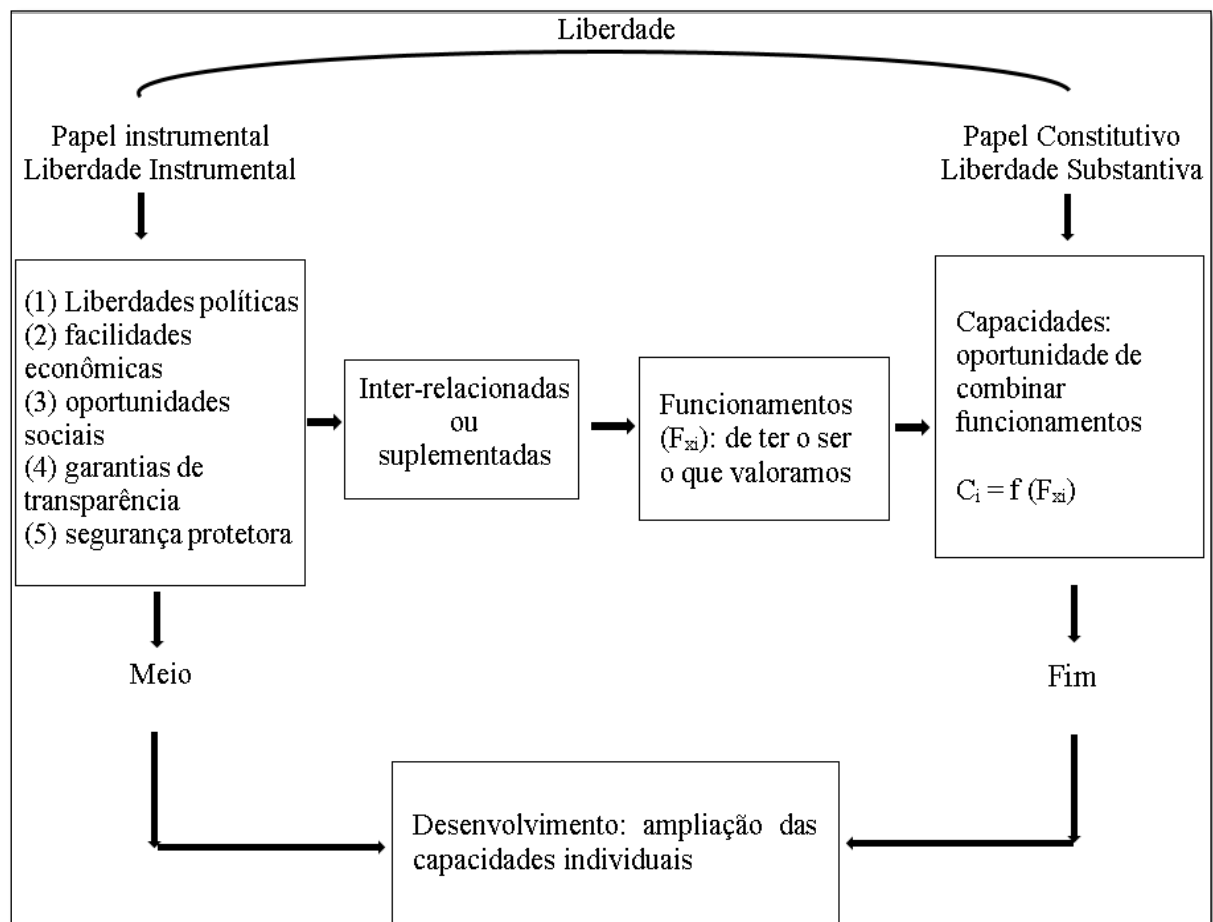 Liberdade
Papel instrumental
Liberdade Instrumental
Papel Constitutivo
Liberdade Substantiva
(1) Liberdades políticas
(2) facilidades
econômicas
(3) oportunidades
sociais
(4) garantias de
transparência
(5) segurança protetora
Inter-relacionadas
ou
suplementadas
Funcionamentos
(Fxi): de ter o ser
o que valoramos
Capacidades:
oportunidade de
combinar
funcionamentos
Ci = f (Fxi)
Meio
Fim
Desenvolvimento: ampliação das
capacidades individuais